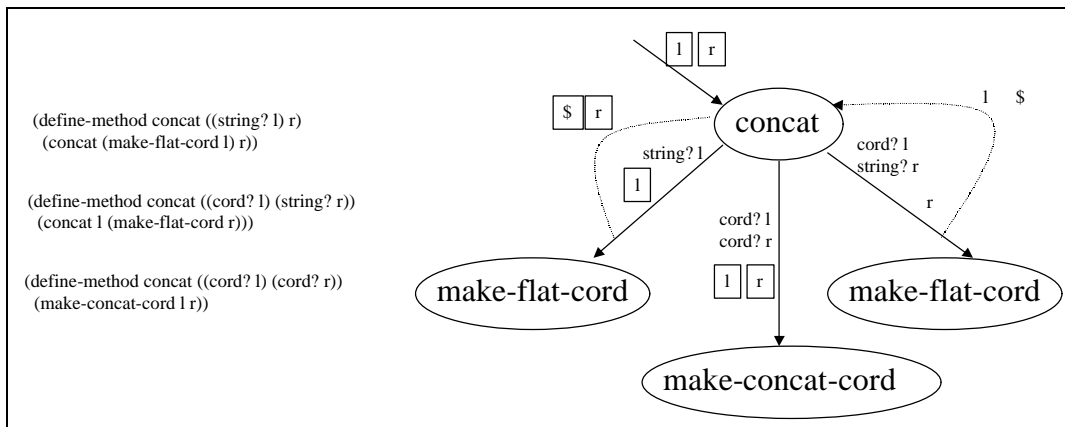 (define-method concat ((string? l) r)
(concat (make-flat-cord l) r))
(define-method concat ((cord? l) (string? r))
(concat l (make-flat-cord r)))
(define-method concat ((cord? l) (cord? r))
(make-concat-cord l r))
l r
$ r
l $
concat
string? l
l
cord? l
string? r
r
cord? l
cord? r
l r
make-flat-cord
make-flat-cord
make-concat-cord